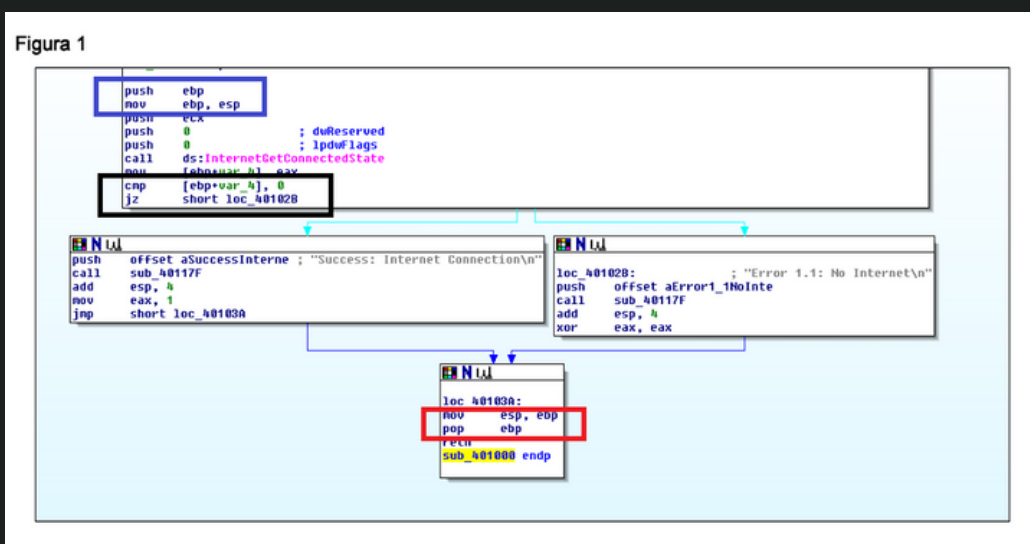 Figura 1
push ebp
mov ebp, esp
push ecx
push 0 ; dwReserved
push 0 ; lpdwFlags
call ds:InternetGetConnectedState
mov [ebp+var_4], eax
cmp [ebp+var_4], 0
jz short loc_40102B
push offset aSuccessInterne ; "Success: Internet Connection\n"
call sub_40117F
add esp, 4
mov eax, 1
jmp short loc_40103A
loc_40102B: ; "Error 1.1: No Internet\n"
push offset aError1_1NoInte
call sub_40117F
add esp, 4
xor eax, eax
loc_40103A:
mov esp, ebp
pop ebp
retn
sub_401000 endp